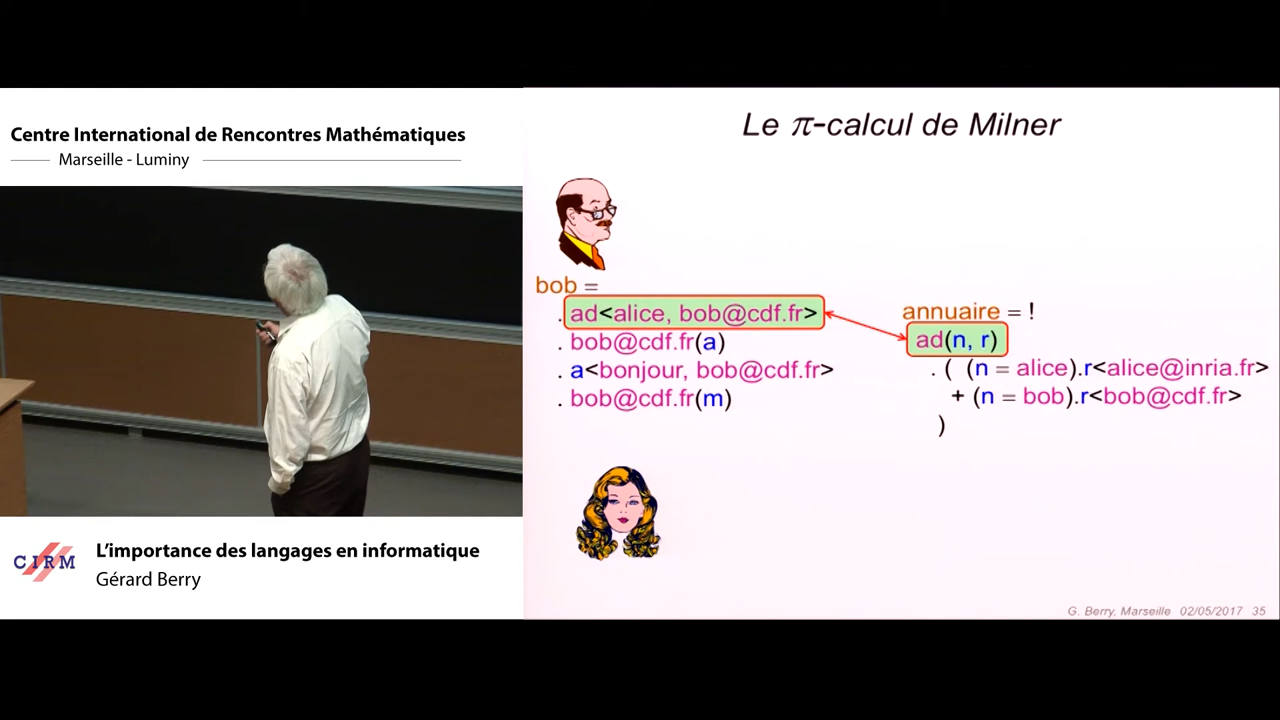 Centre International de Rencontres Mathématiques
Marseille - Luminy
CIRM
L'importance des langages en informatique
Gérard Berry
Le π-calcul de Milner
bob =
. ad<alice, bob@cdf.fr>
. bob@cdf.fr(a)
. a<bonjour, bob@cdf.fr>
. bob@cdf.fr(m)
annuaire = !
ad(n, r)
. ( (n = alice).r<alice@inria.fr>
+ (n = bob).r<bob@cdf.fr>
)
G. Berry, Marseille 02/05/2017 35